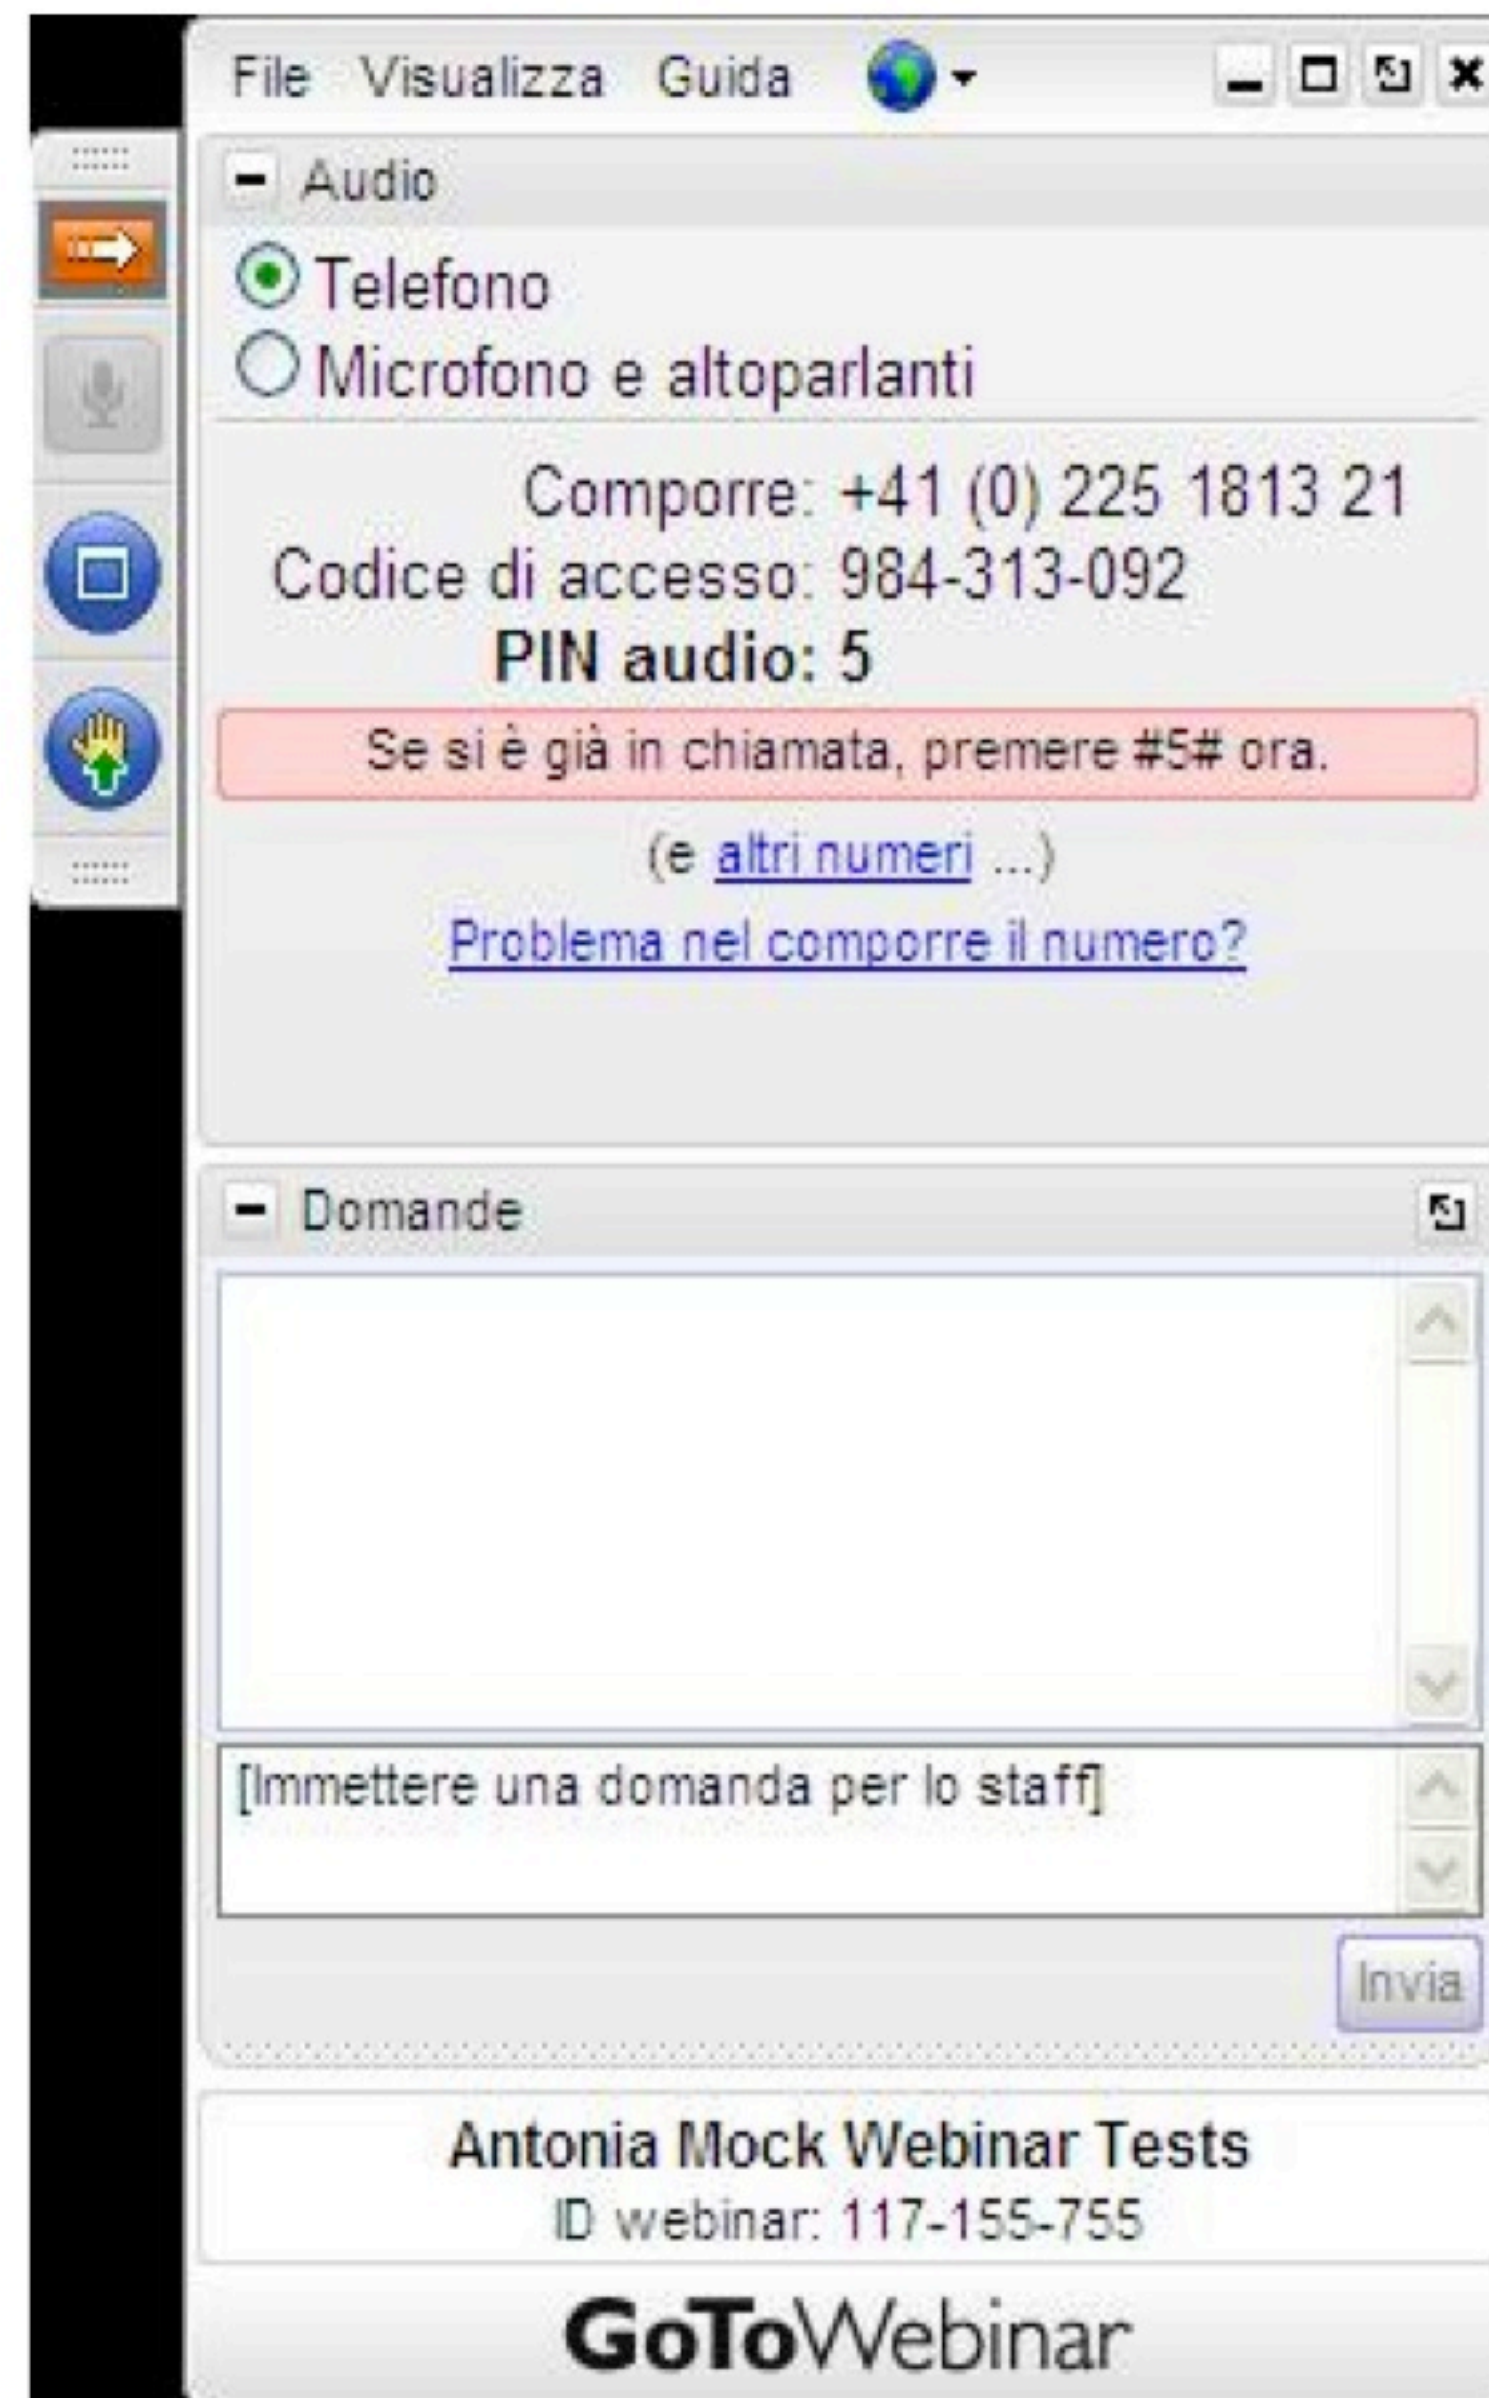 File Visualizza Guida
Audio
Telefono
Microfono e altoparlanti
Comporre: +41 (0) 225 1813 21
Codice di accesso: 984-313-092
PIN audio: 5
Se si è già in chiamata, premere #5# ora.
(e altri numeri ...)
Problema nel comporre il numero?
Domande
[Immettere una domanda per lo staff]
Invia
Antonia Mock Webinar Tests
ID webinar: 117-155-755
GoToWebinar